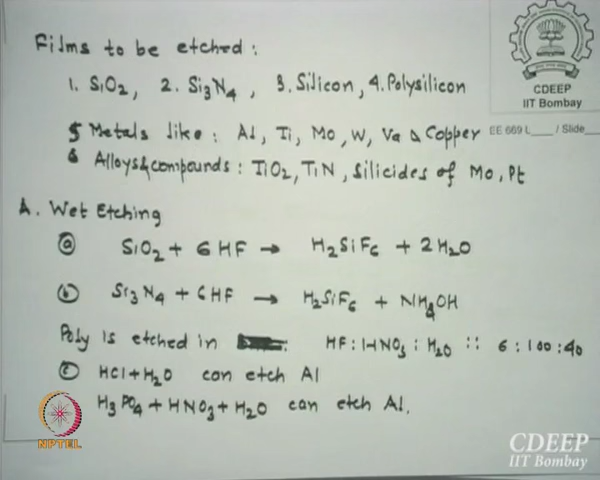 Films to be etched :
1. SiO2, 2. Si3N4, 3. Silicon, 4. Polysilicon
5 Metals like : Al, Ti, Mo, W, Va & Copper
6 Alloys & compounds : TiO2, TiN, silicides of Mo, Pt
A. Wet Etching
(a) SiO2 + 6HF → H2SiF6 + 2H2O
(b) Si3N4 + 6HF → H2SiF6 + NH4OH
Poly is etched in : HF : HNO3 : H2O :: 6 : 100 : 40
(c) HCl + H2O can etch Al
H3PO4 + HNO3 + H2O can etch Al.
CDEEP
IIT Bombay
EE 669 L____ / Slide
NPTEL
CDEEP
IIT Bombay